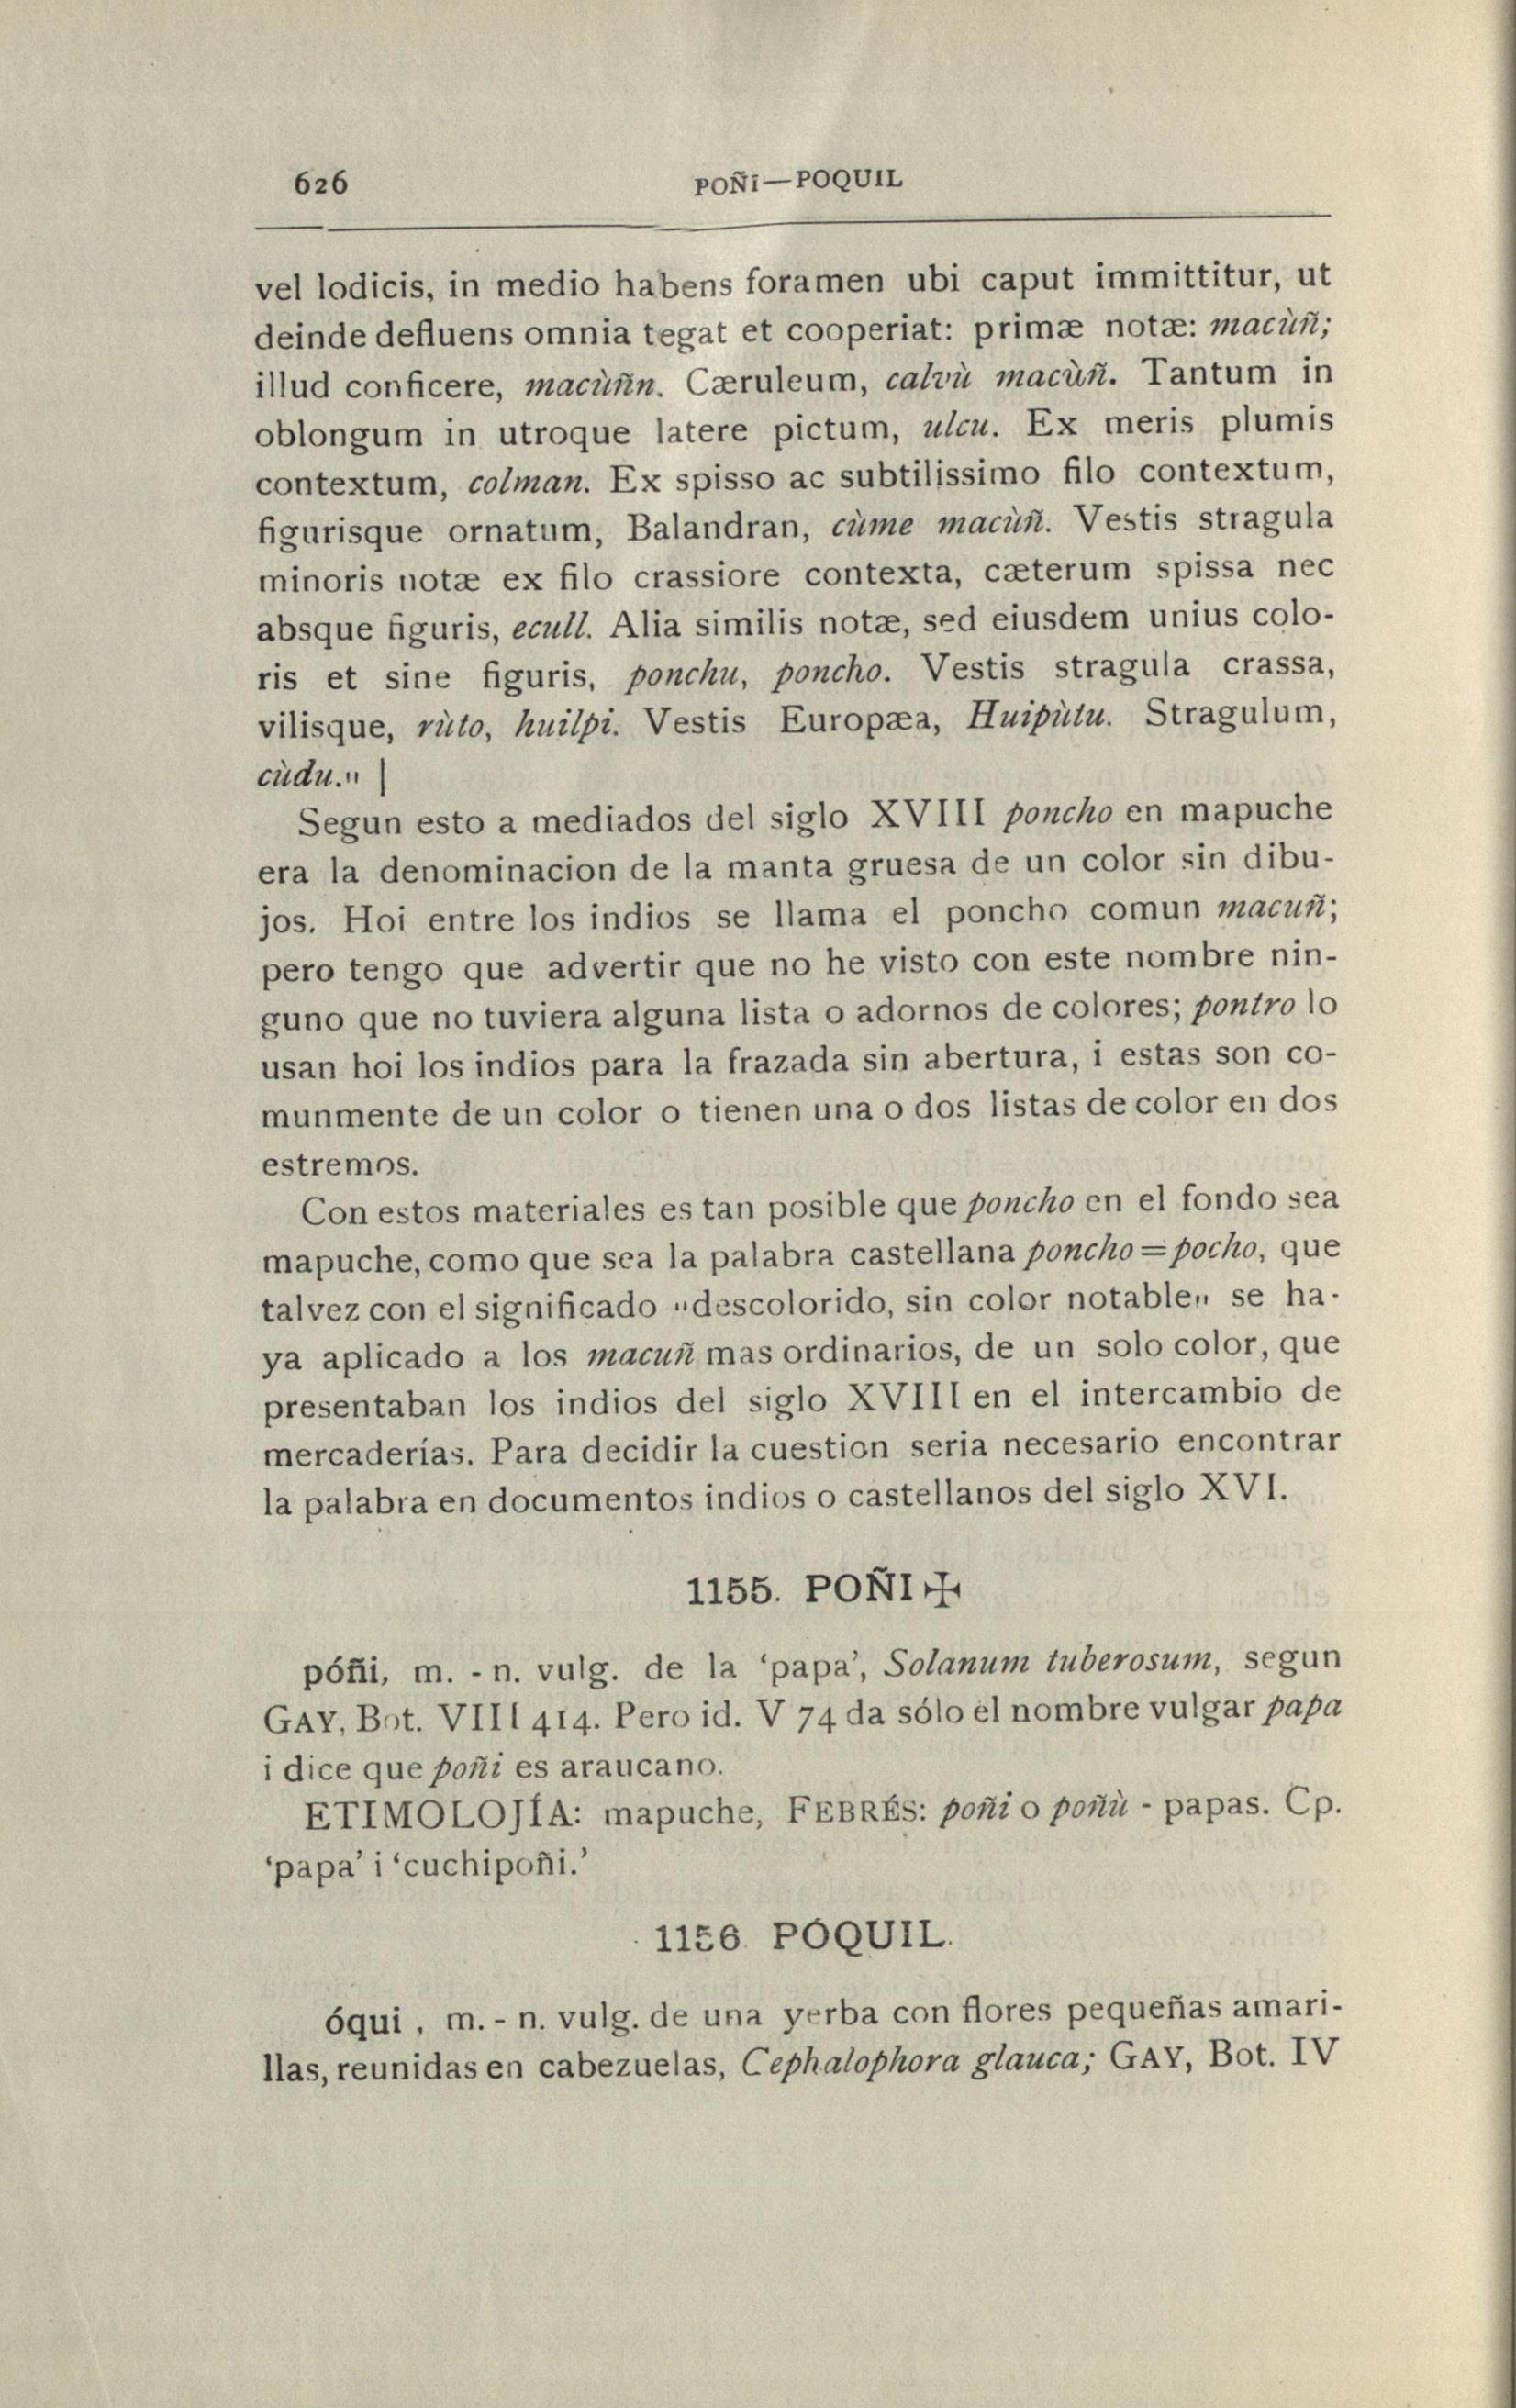 626
POÑI—POQUIL
vel lodicis, in medio habens foramen ubi caput immittitur, ut
deinde defluens omnia tegat et cooperiat: primæ notæ: macùñ;
illud conficere, macùñn. Cæruleum, calvù macùñ. Tantum in
oblongum in utroque latere pictum, ulcu. Ex meris plumis
contextum, colman. Ex spisso ac subtilissimo filo contextum,
figurisque ornatum, Balandran, cùme macùñ. Vestis stragula
minoris notæ ex filo crassiore contexta, cæterum spissa nec
absque figuris, ecull. Alia similis notæ, sed eiusdem unius colo-
ris et sine figuris, ponchu, poncho. Vestis stragula crassa,
vilisque, rùto, huilpi. Vestis Europæa, Huipùtu. Stragulum,
cùdu." |
Segun esto a mediados del siglo XVIII poncho en mapuche
era la denominacion de la manta gruesa de un color sin dibu-
jos. Hoi entre los indios se llama el poncho comun macuñ;
pero tengo que advertir que no he visto con este nombre nin-
guno que no tuviera alguna lista o adornos de colores; pontro lo
usan hoi los indios para la frazada sin abertura, i estas son co-
munmente de un color o tienen una o dos listas de color en dos
estremos.
Con estos materiales es tan posible que poncho en el fondo sea
mapuche, como que sea la palabra castellana poncho = pocho, que
talvez con el significado "descolorido, sin color notable" se ha-
ya aplicado a los macuñ mas ordinarios, de un solo color, que
presentaban los indios del siglo XVIII en el intercambio de
mercaderías. Para decidir la cuestion seria necesario encontrar
la palabra en documentos indios o castellanos del siglo XVI.
1155. POÑI ✠
póñi, m. - n. vulg. de la ‘papa’, Solanum tuberosum, segun
GAY, Bot. VIII 414. Pero id. V 74 da sólo el nombre vulgar papa
i dice que poñi es araucano.
ETIMOLOJÍA: mapuche, FEBRÉS: poñi o poñù - papas. Cp.
‘papa’ i ‘cuchipoñi.’
1156. PÓQUIL.
óqui , m. - n. vulg. de una yerba con flores pequeñas amari-
llas, reunidas en cabezuelas, Cephalophora glauca; GAY, Bot. IV